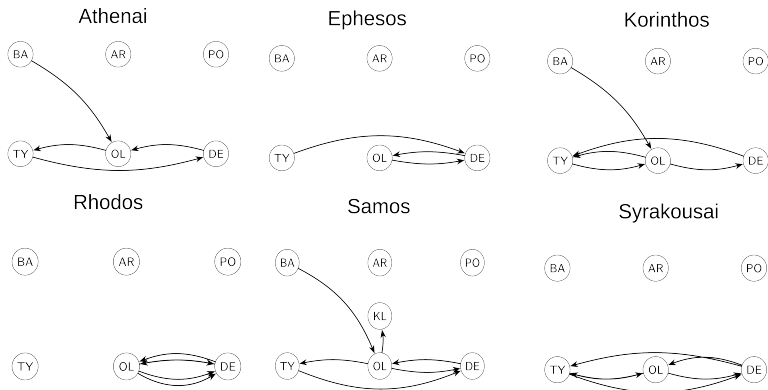 Athenai
BA AR PO
TY OL DE
Ephesos
BA AR PO
TY OL DE
Korinthos
BA AR PO
TY OL DE
Rhodos
BA AR PO
TY OL DE
Samos
BA AR PO
KL
TY OL DE
Syrakousai
BA AR PO
TY OL DE